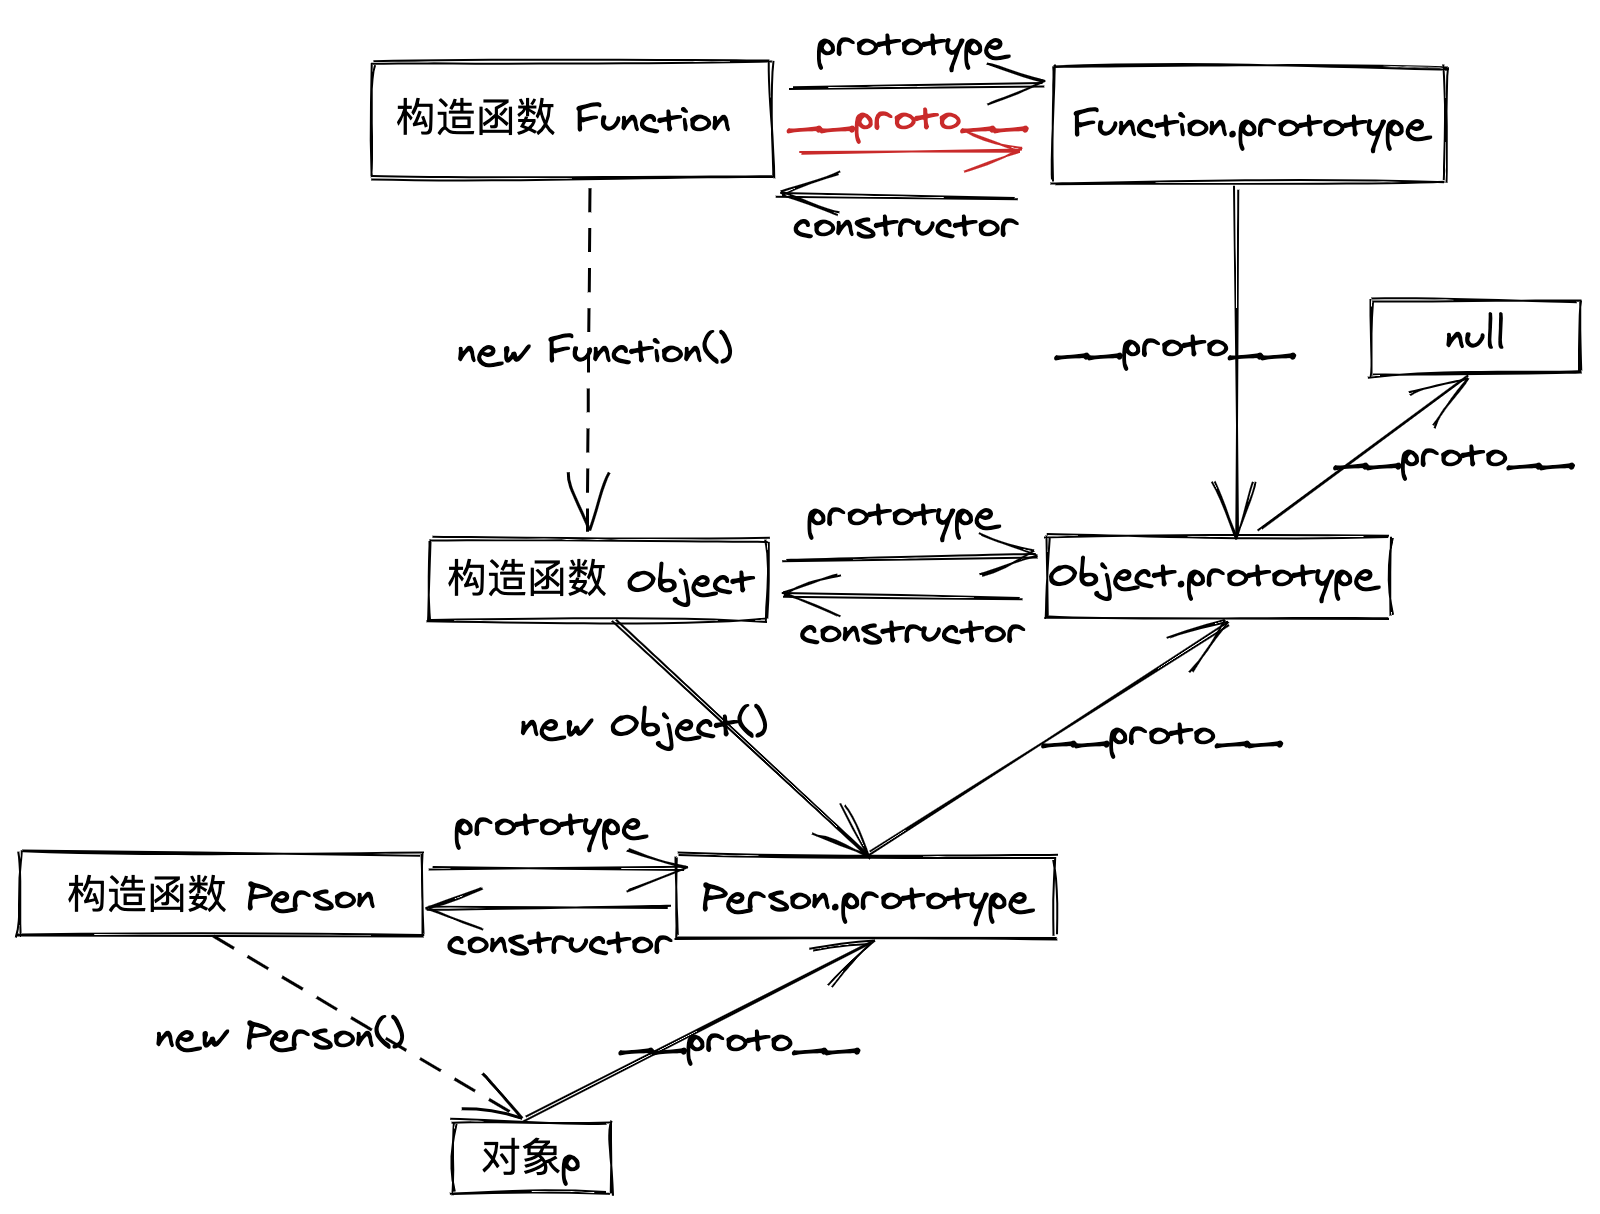 prototype
构造函数 Function
__proto__
Function.prototype
constructor
new Function()
__proto__
null
__proto__
prototype
构造函数 Object
Object.prototype
constructor
new Object()
__proto__
prototype
构造函数 Person
Person.prototype
constructor
new Person()
__proto__
对象p